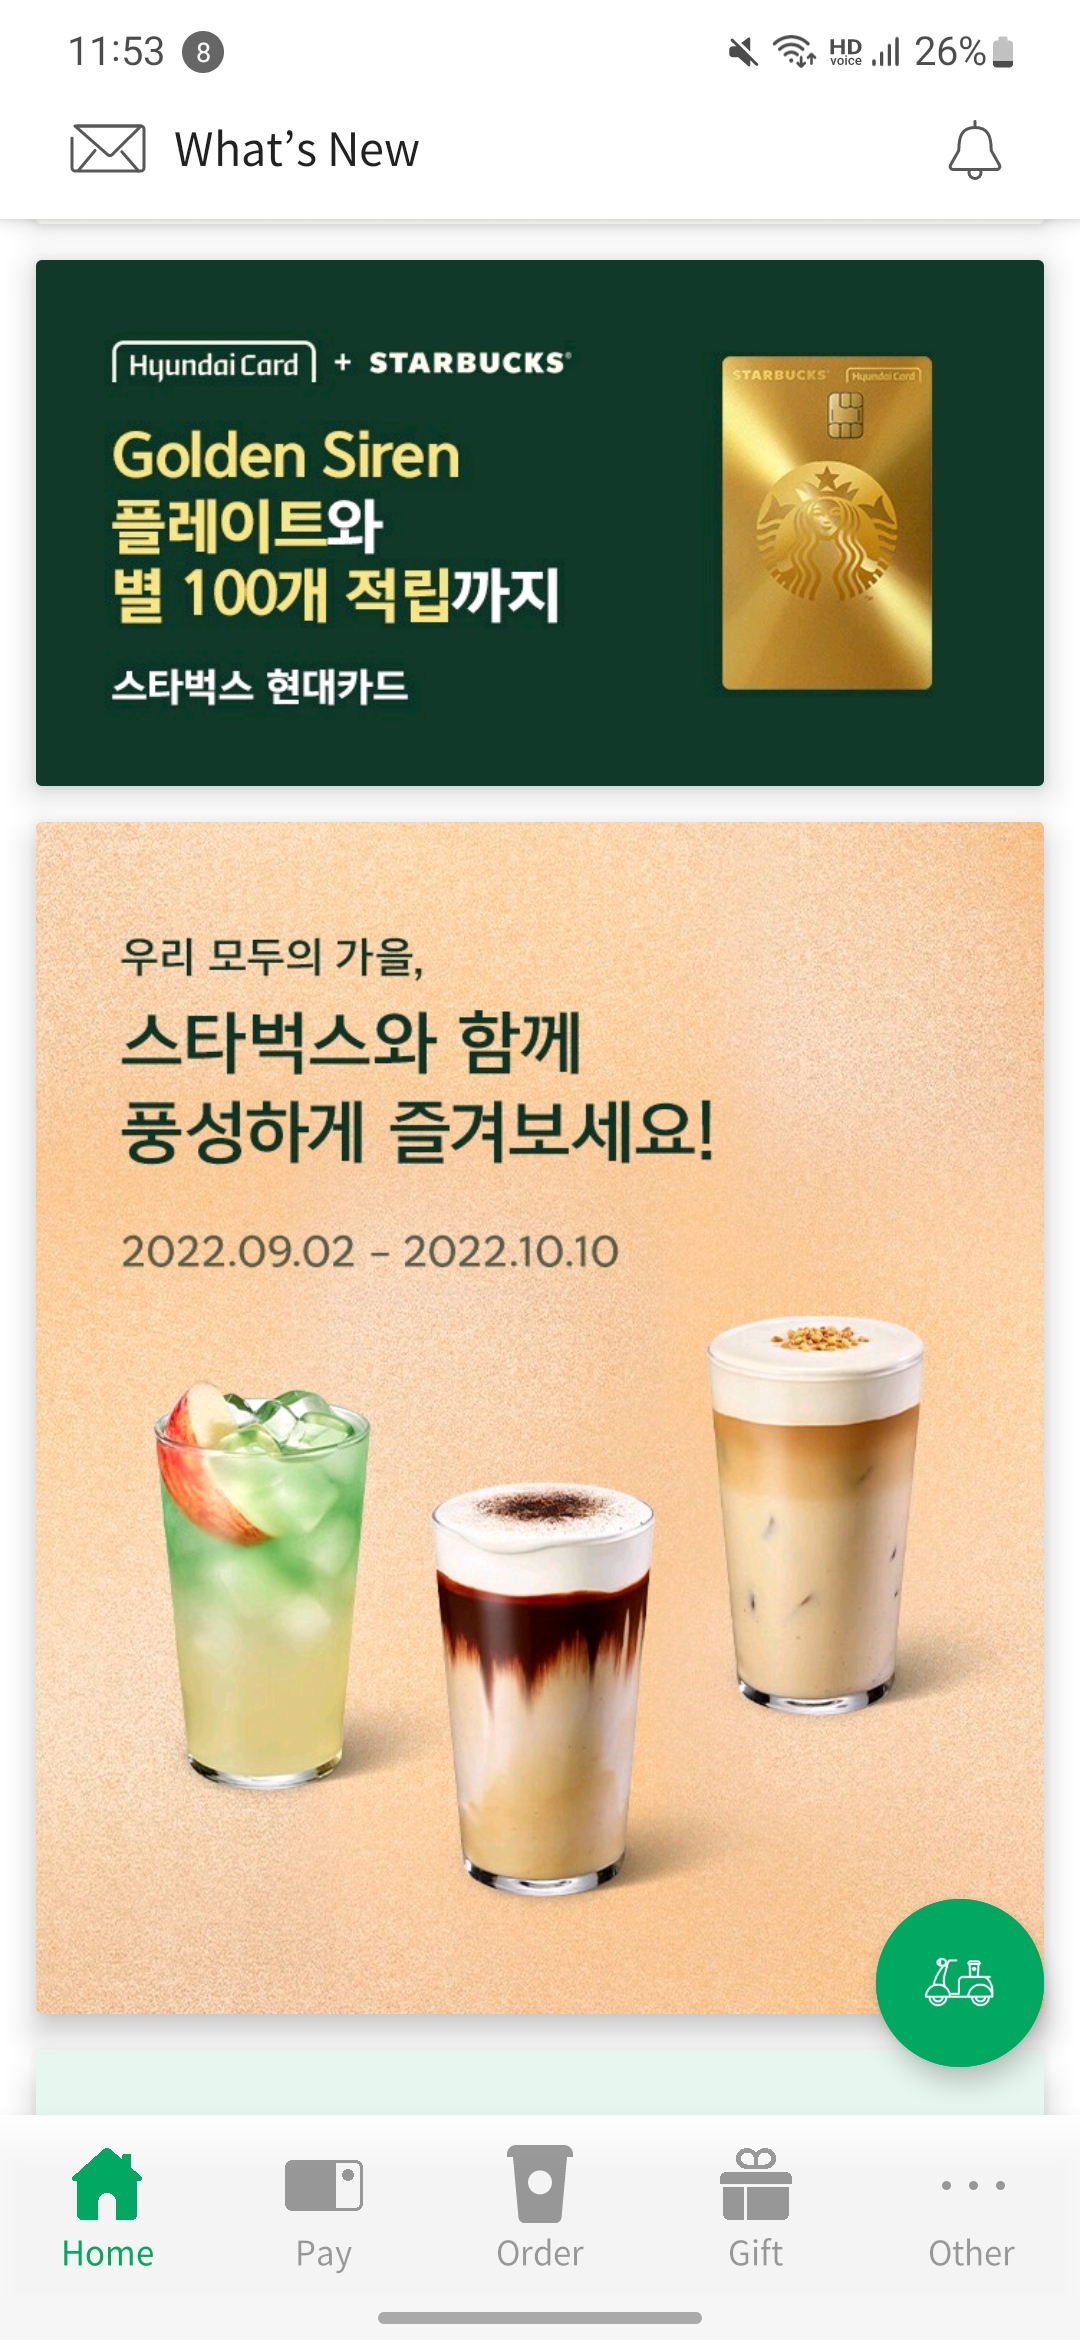 11:53 8 HD voice 26%
What's New
Hyundai Card + STARBUCKS
STARBUCKS Hyundai Card
Golden Siren
플레이트와
별 100개 적립까지
스타벅스 현대카드
우리 모두의 가을,
스타벅스와 함께
풍성하게 즐겨보세요!
2022.09.02 – 2022.10.10
Home Pay Order Gift Other